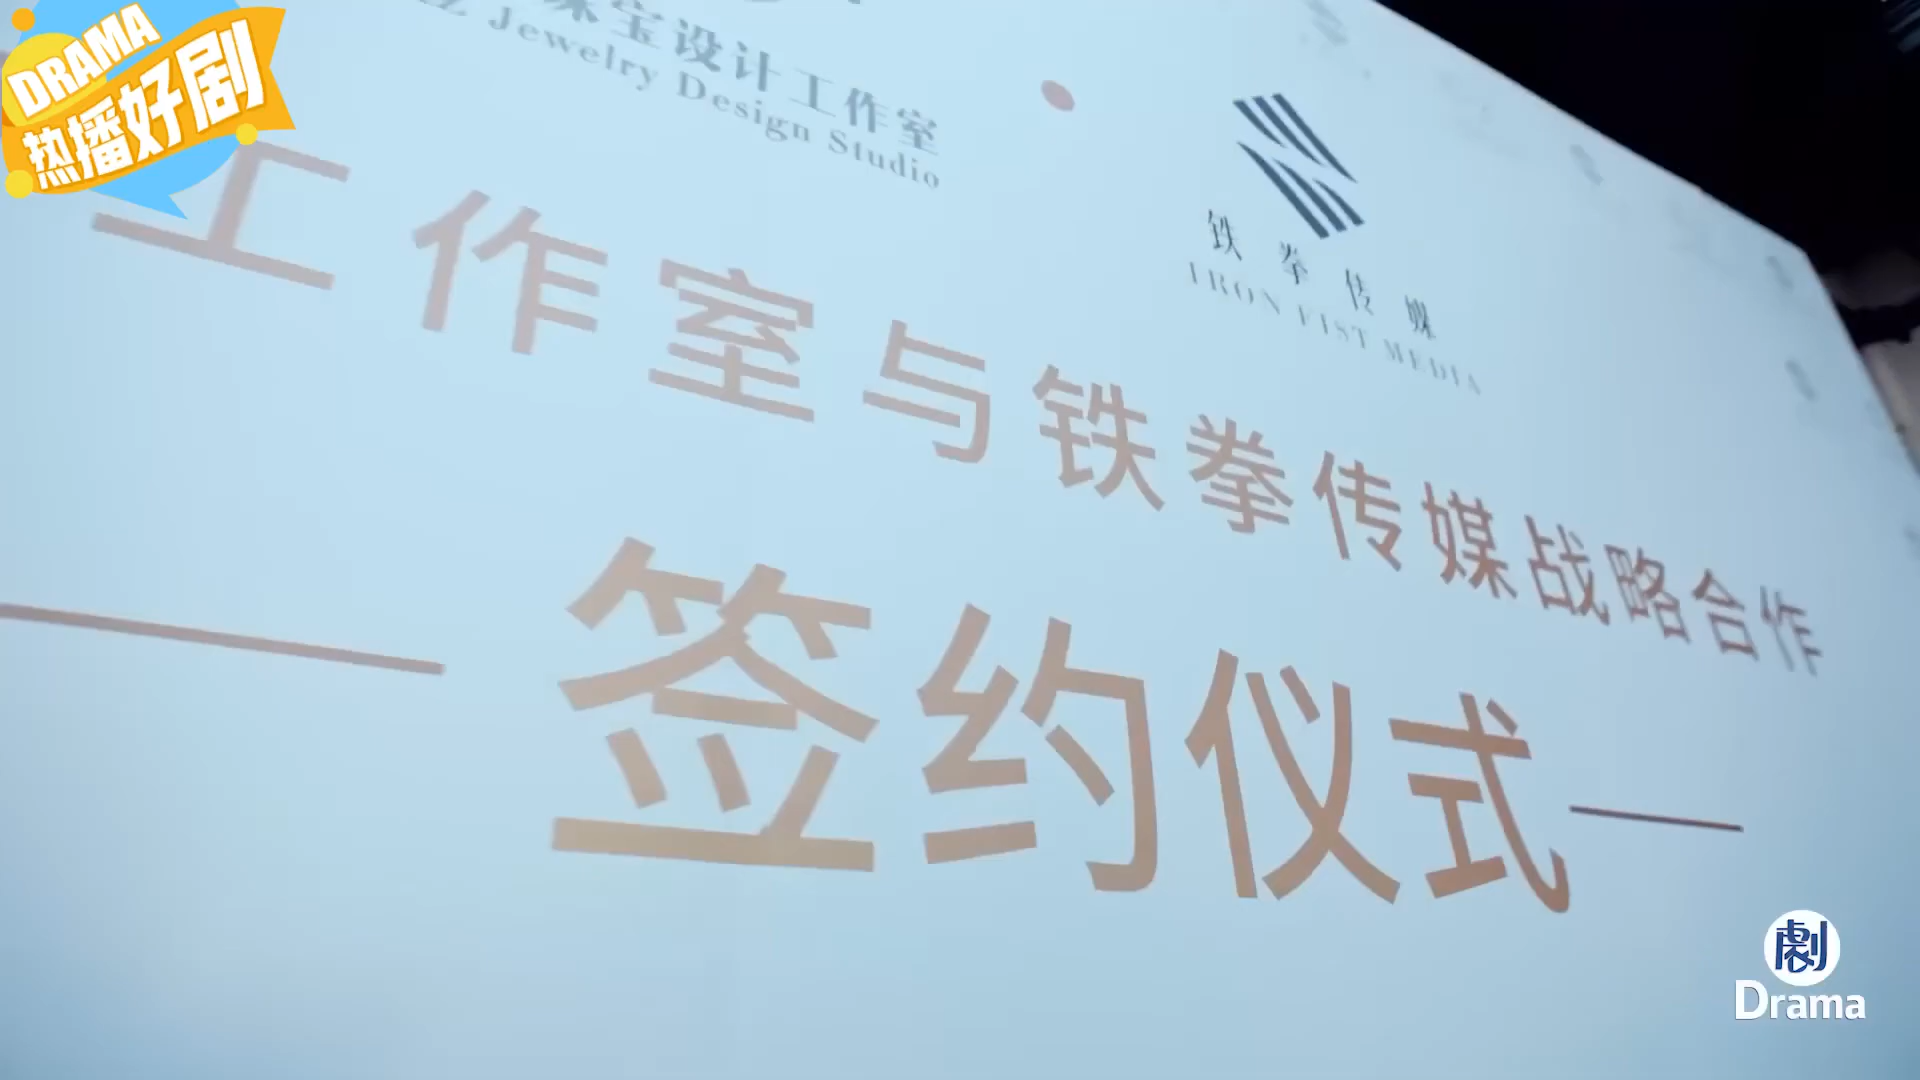 DRAMA
热播好剧
珠宝设计工作室
Jewelry Design Studio
铁拳传媒
IRON FIST MEDIA
工作室与铁拳传媒战略合作
签约仪式
劇
Drama